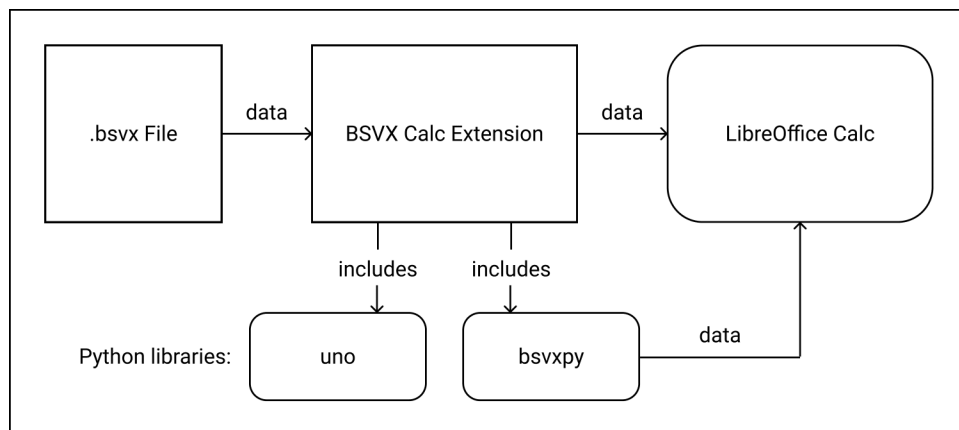 data
data
.bsvx File
BSVX Calc Extension
LibreOffice Calc
includes
includes
data
Python libraries:
uno
bsvxpy